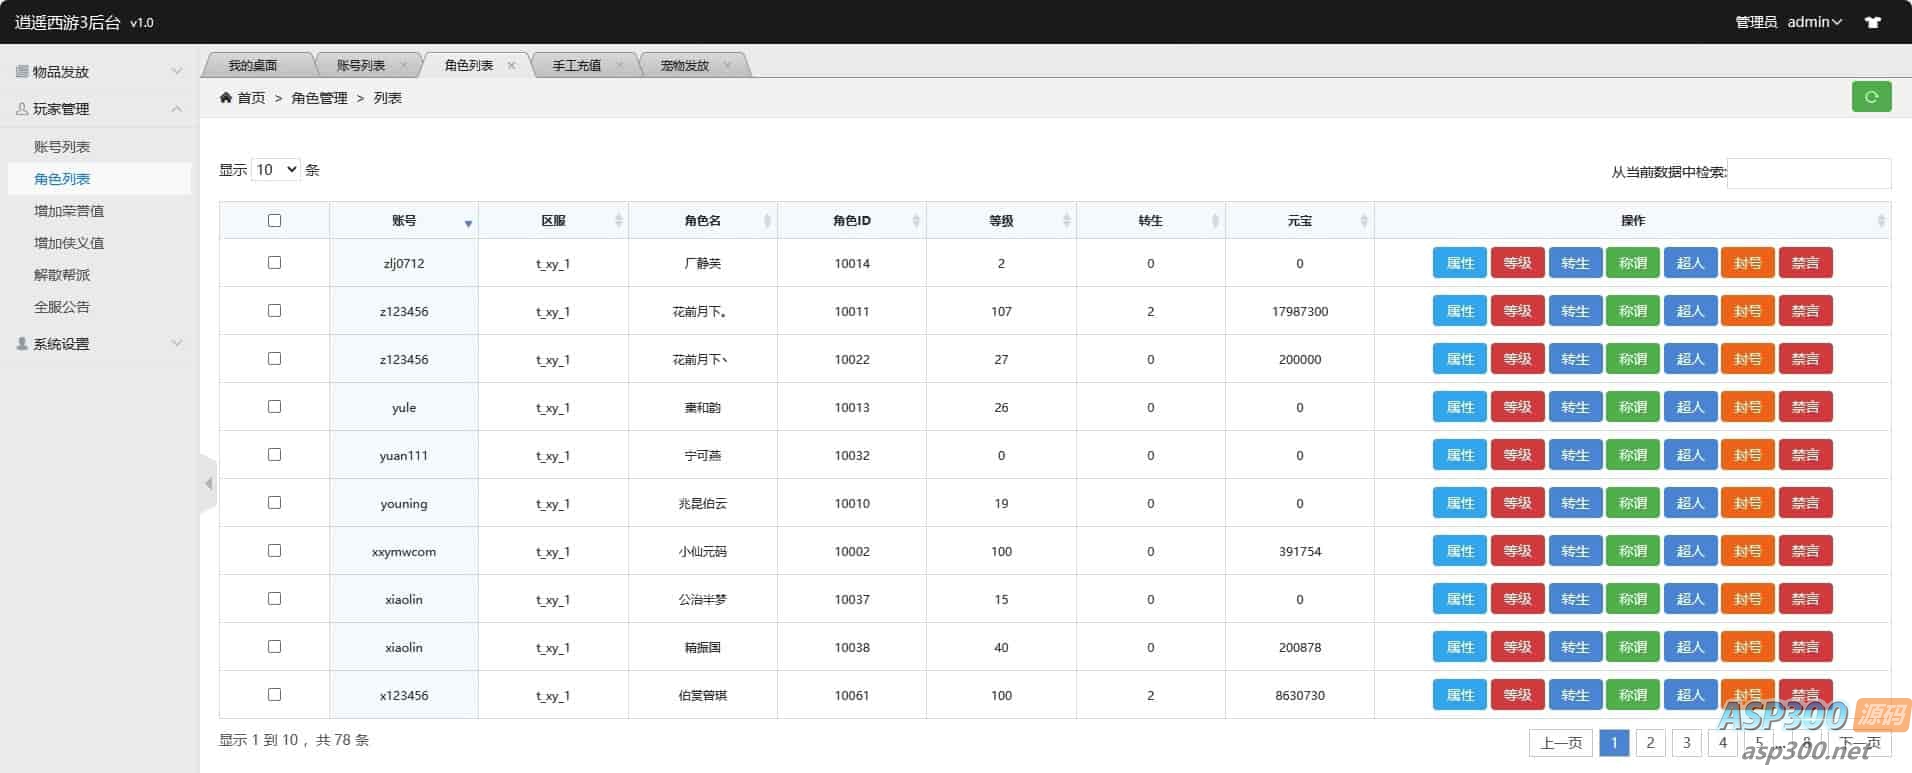 逍遥西游3后台 v1.0
管理员 admin
物品发放
玩家管理
账号列表
角色列表
增加荣誉值
增加侠义值
解散帮派
全服公告
系统设置
我的桌面 账号列表 角色列表 手工充值 宠物发放
首页 > 角色管理 > 列表
显示 10 条
从当前数据中检索:
账号 区服 角色名 角色ID 等级 转生 元宝 操作
zlj0712 t_xy_1 厂静芙 10014 2 0 0 属性 等级 转生 称谓 超人 封号 禁言
z123456 t_xy_1 花前月下。 10011 107 2 17987300 属性 等级 转生 称谓 超人 封号 禁言
z123456 t_xy_1 花前月下丶 10022 27 0 200000 属性 等级 转生 称谓 超人 封号 禁言
yule t_xy_1 和韵 10013 26 0 0 属性 等级 转生 称谓 超人 封号 禁言
yuan111 t_xy_1 宁可燕 10032 0 0 0 属性 等级 转生 称谓 超人 封号 禁言
youning t_xy_1 兆昆伯云 10010 19 0 0 属性 等级 转生 称谓 超人 封号 禁言
xxymwcom t_xy_1 小仙元码 10002 100 0 391754 属性 等级 转生 称谓 超人 封号 禁言
xiaolin t_xy_1 公治半梦 10037 15 0 0 属性 等级 转生 称谓 超人 封号 禁言
xiaolin t_xy_1 精振国 10038 40 0 200878 属性 等级 转生 称谓 超人 封号 禁言
x123456 t_xy_1 伯赏管琪 10061 100 2 8630730 属性 等级 转生 称谓 超人 封号 禁言
显示 1 到 10 ，共 78 条
上一页 1 2 3 4 5 ... 8 下一页
ASP300 源码
asp300.net